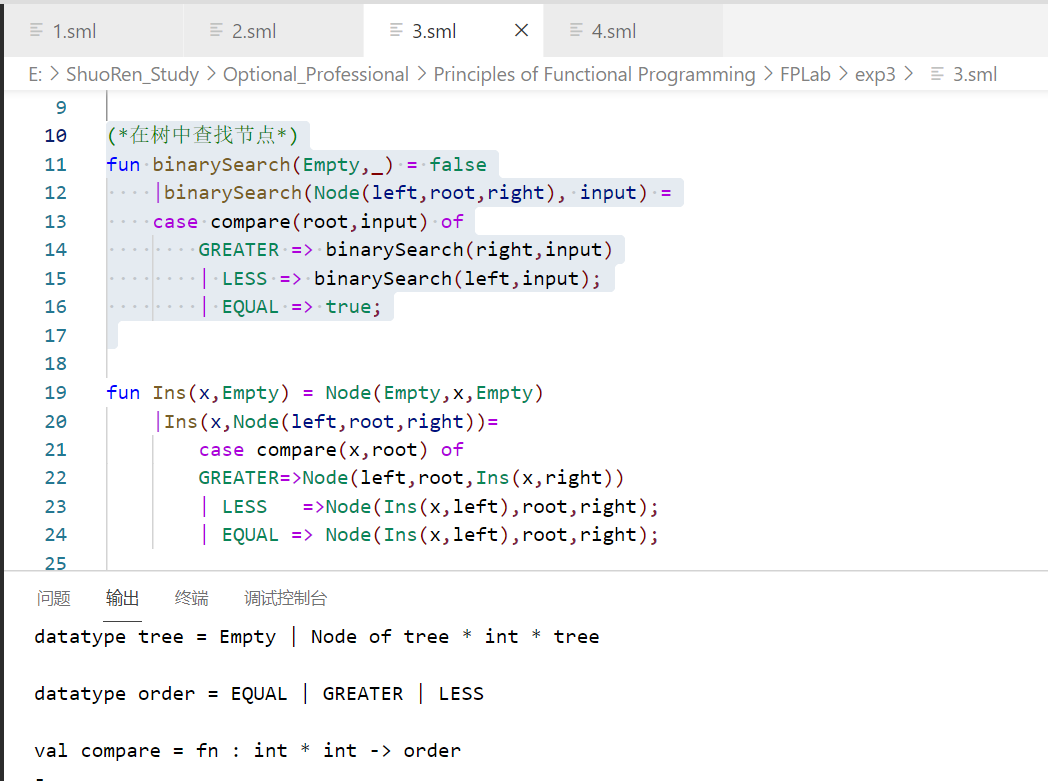 1.sml 2.sml 3.sml 4.sml
E: > ShuoRen_Study > Optional_Professional > Principles of Functional Programming > FPLab > exp3 > 3.sml
9
10 (*在树中查找节点*)
11 fun binarySearch(Empty,_) = false
12     |binarySearch(Node(left,root,right), input) =
13     case compare(root,input) of
14         GREATER => binarySearch(right,input)
15         | LESS => binarySearch(left,input);
16         | EQUAL => true;
17
18
19 fun Ins(x,Empty) = Node(Empty,x,Empty)
20     |Ins(x,Node(left,root,right))=
21         case compare(x,root) of
22         GREATER=>Node(left,root,Ins(x,right))
23         | LESS   =>Node(Ins(x,left),root,right);
24         | EQUAL => Node(Ins(x,left),root,right);
25
问题 输出 终端 调试控制台
datatype tree = Empty | Node of tree * int * tree
datatype order = EQUAL | GREATER | LESS
val compare = fn : int * int -> order
-